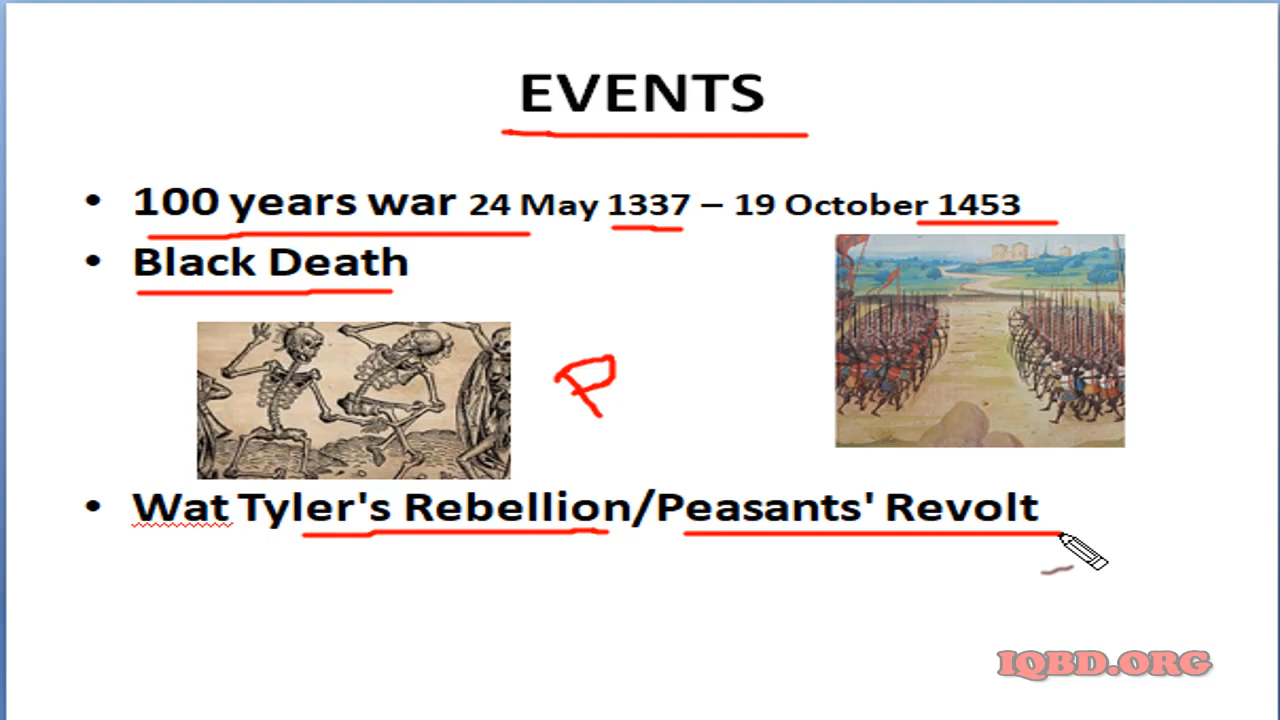 EVENTS
• 100 years war 24 May 1337 – 19 October 1453
• Black Death
P
• Wat Tyler's Rebellion/Peasants' Revolt
IQBD.ORG